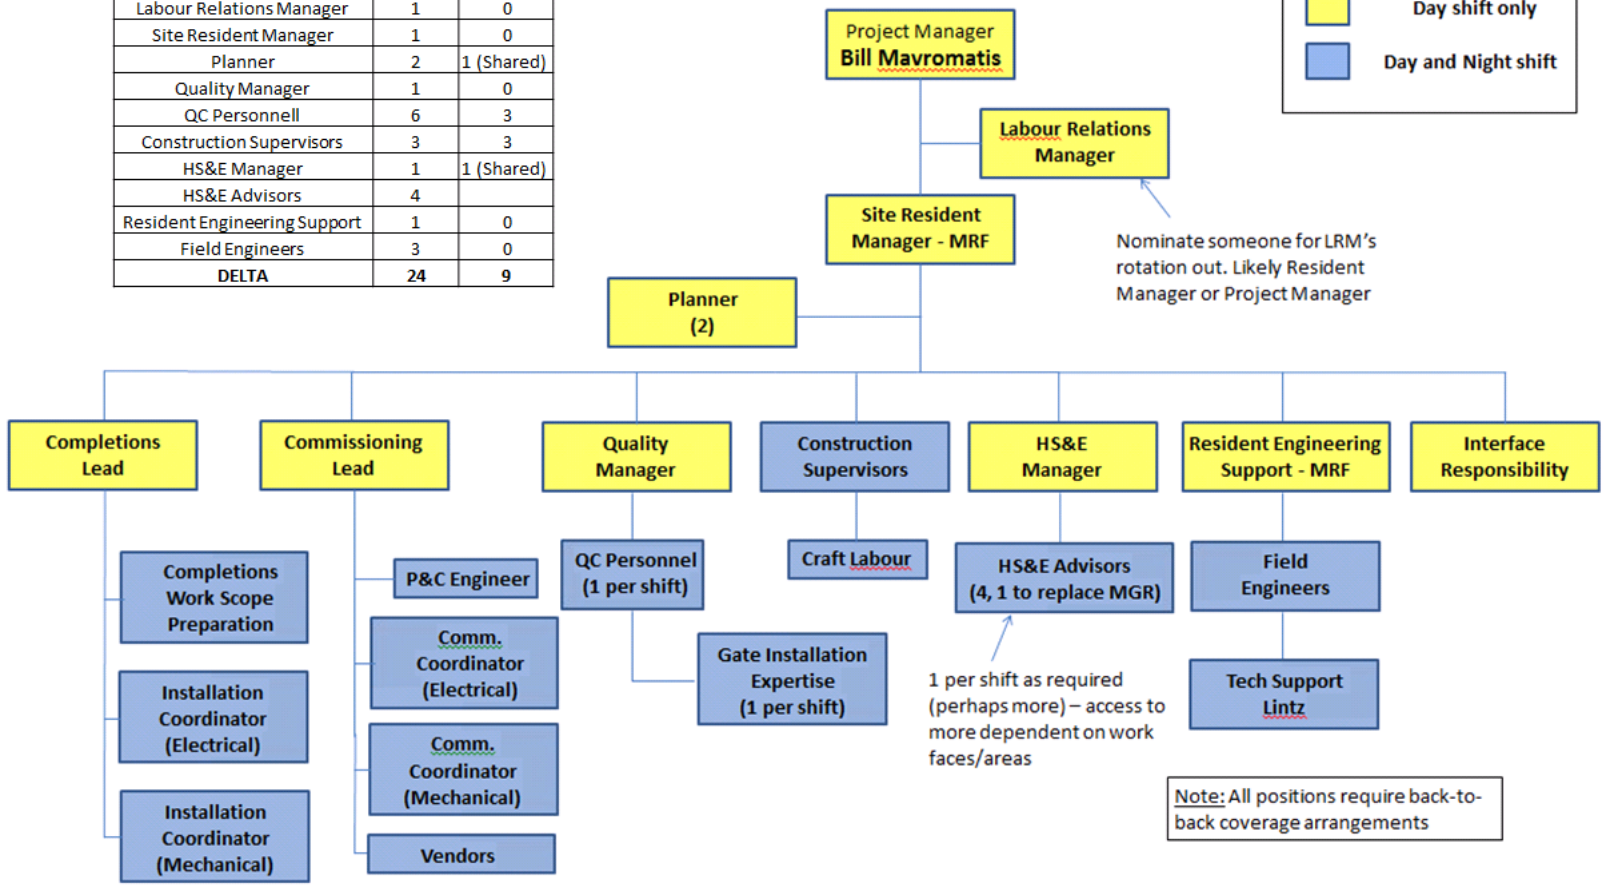 Labour Relations Manager 1 0
Site Resident Manager 1 0
Planner 2 1 (Shared)
Quality Manager 1 0
QC Personnell 6 3
Construction Supervisors 3 3
HS&E Manager 1 1 (Shared)
HS&E Advisors 4
Resident Engineering Support 1 0
Field Engineers 3 0
DELTA 24 9
Day shift only
Day and Night shift
Project Manager
Bill Mavromatis
Labour Relations
Manager
Site Resident
Manager - MRF
Nominate someone for LRM's
rotation out. Likely Resident
Manager or Project Manager
Planner
(2)
Completions
Lead
Commissioning
Lead
Quality
Manager
Construction
Supervisors
HS&E
Manager
Resident Engineering
Support - MRF
Interface
Responsibility
Completions
Work Scope
Preparation
Installation
Coordinator
(Electrical)
Installation
Coordinator
(Mechanical)
P&C Engineer
Comm.
Coordinator
(Electrical)
Comm.
Coordinator
(Mechanical)
Vendors
QC Personnel
(1 per shift)
Gate Installation
Expertise
(1 per shift)
Craft Labour
HS&E Advisors
(4, 1 to replace MGR)
1 per shift as required
(perhaps more) – access to
more dependent on work
faces/areas
Field
Engineers
Tech Support
Lintz
Note: All positions require back-to-
back coverage arrangements